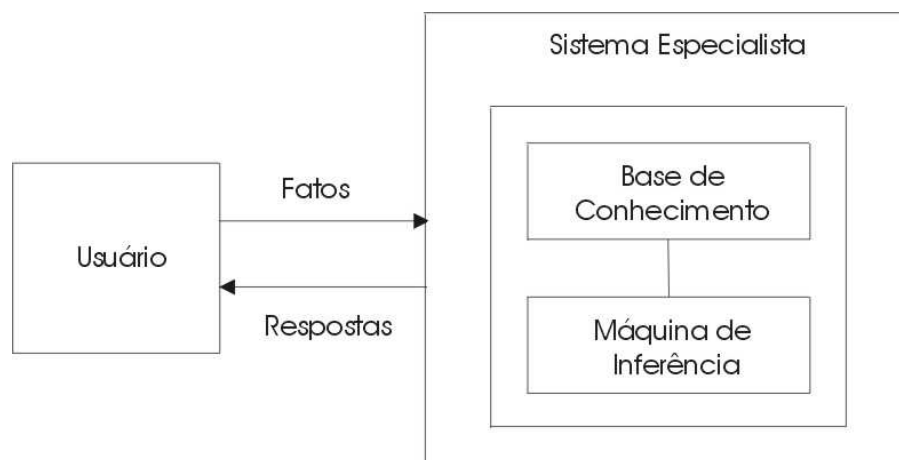 Sistema Especialista
Base de
Conhecimento
Fatos
Usuário
Respostas
Máquina de
Inferência